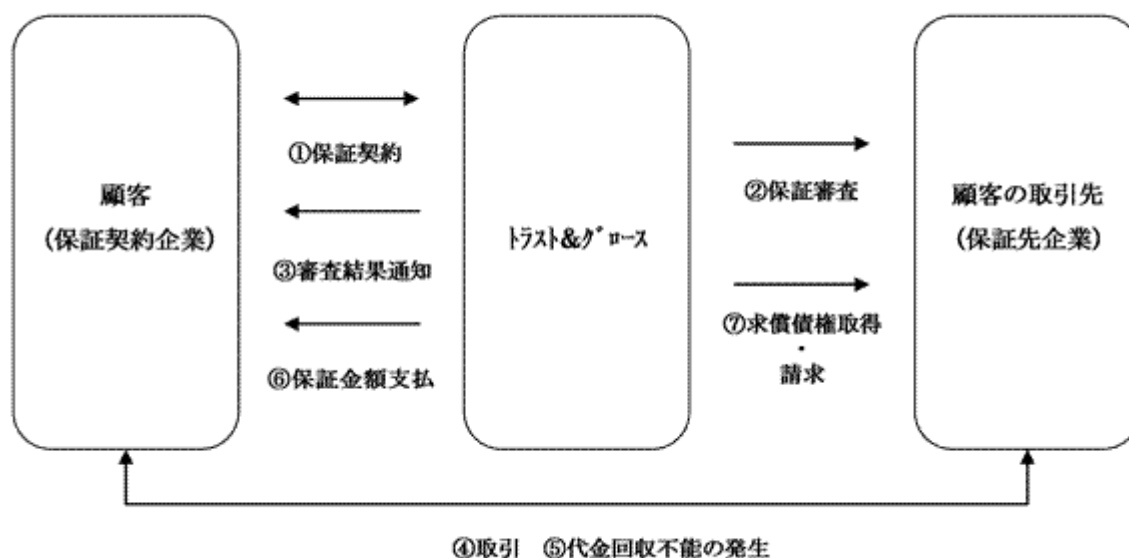 ①保証契約
②保証審査
顧客
(保証契約企業)
トラスト&グロース
顧客の取引先
(保証先企業)
③審査結果通知
⑦求償債権取得
・
請求
⑥保証金額支払
④取引 ⑤代金回収不能の発生